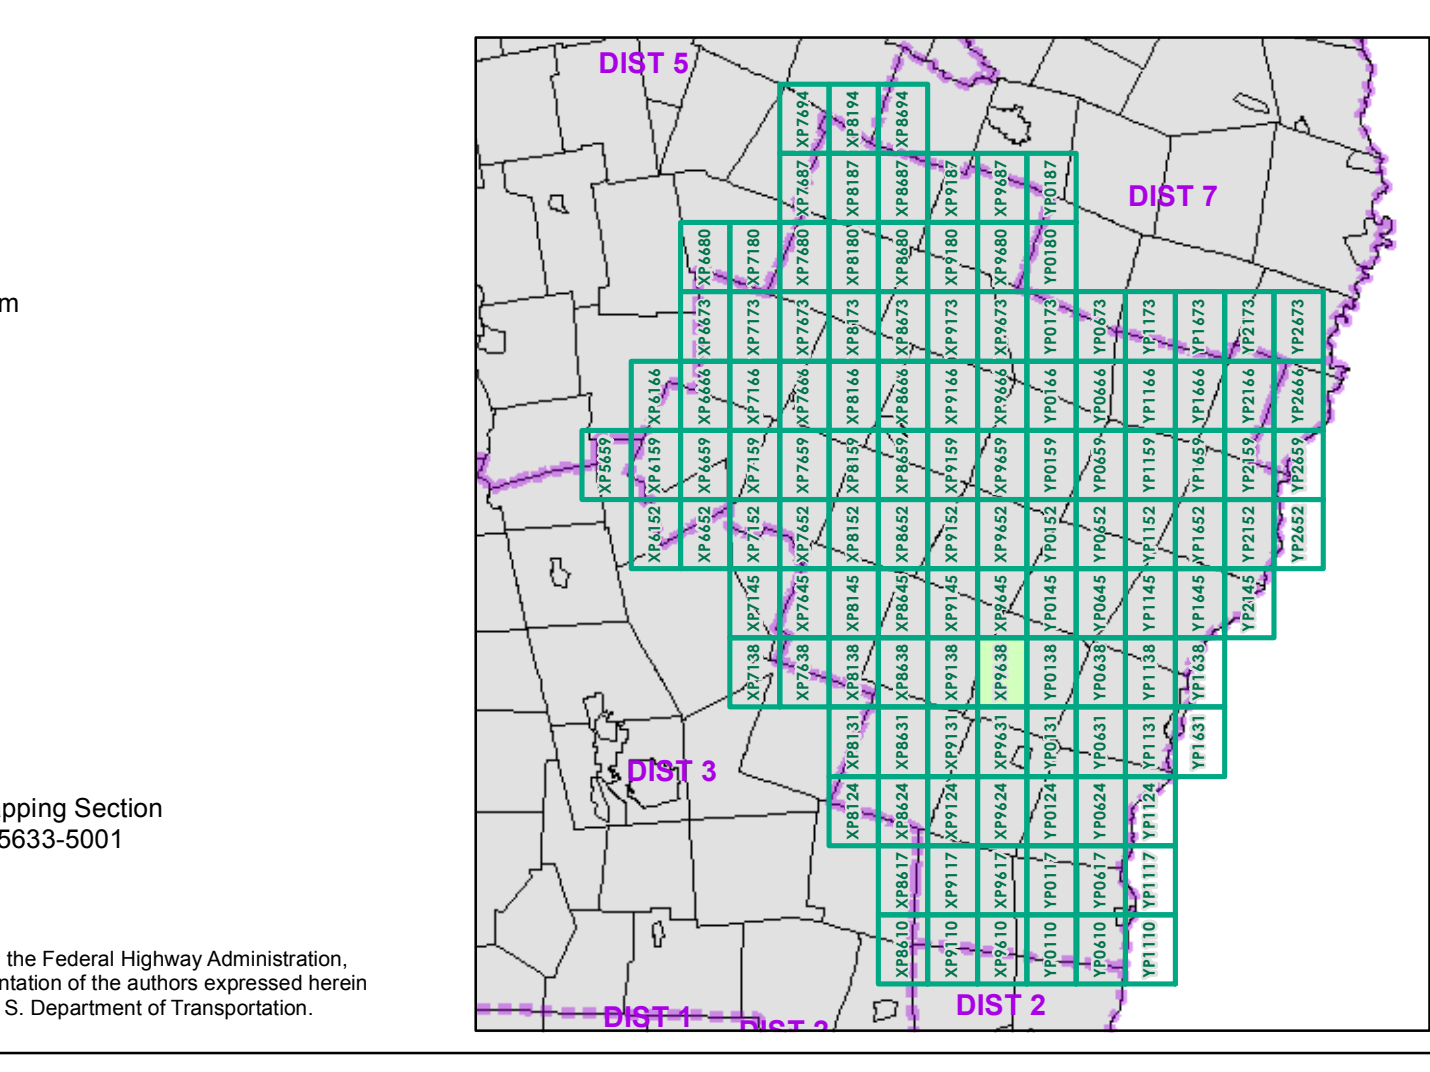 m
apping Section
5633-5001
the Federal Highway Administration,
ntation of the authors expressed herein
S. Department of Transportation.
DIST 5
XP7694 XP8194 XP8694
XP7687 XP8187 XP8687 XP9187 XP9687 YP0187
DIST 7
XP6680 XP7180 XP7680 XP8180 XP8680 XP9180 XP9680 YP0180
XP6673 XP7173 XP7673 XP8173 XP8673 XP9173 XP9673 YP0173 YP0673 YP1173 YP1673 YP2173 YP2673
XP6166 XP6666 XP7166 XP7666 XP8166 XP8666 XP9166 XP9666 YP0166 YP0666 YP1166 YP1666 YP2166 YP2666
XP5659 XP6159 XP6659 XP7159 XP7659 XP8159 XP8659 XP9159 XP9659 YP0159 YP0659 YP1159 YP1659 YP2159 YP2659
XP6152 XP6652 XP7152 XP7652 XP8152 XP8652 XP9152 XP9652 YP0152 YP0652 YP1152 YP1652 YP2152 YP2652
XP7145 XP7645 XP8145 XP8645 XP9145 XP9645 YP0145 YP0645 YP1145 YP1645 YP2145
XP7138 XP7638 XP8138 XP8638 XP9138 XP9638 YP0138 YP0638 YP1138 YP1638
XP8131 XP8631 XP9131 XP9631 YP0131 YP0631 YP1131 YP1631
DIST 3
XP8124 XP8624 XP9124 XP9624 YP0124 YP0624 YP1124
XP8617 XP9117 XP9617 YP0117 YP0617 YP1117
XP8610 XP9110 XP9610 YP0110 YP0610 YP1110
DIST 2
DIST 1
DIST 2